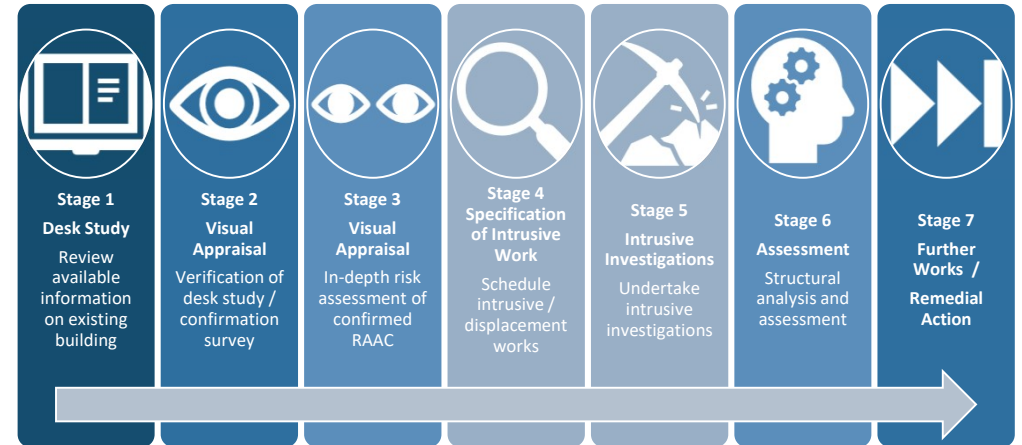 Stage 1
Desk Study
Review
available
information
on existing
building
Stage 2
Visual
Appraisal
Verification of
desk study /
confirmation
survey
Stage 3
Visual
Appraisal
In-depth risk
assessment of
confirmed
RAAC
Stage 4
Specification
of Intrusive
Work
Schedule
intrusive /
displacement
works
Stage 5
Intrusive
Investigations
Undertake
intrusive
investigations
Stage 6
Assessment
Structural
analysis and
assessment
Stage 7
Further
Works /
Remedial
Action